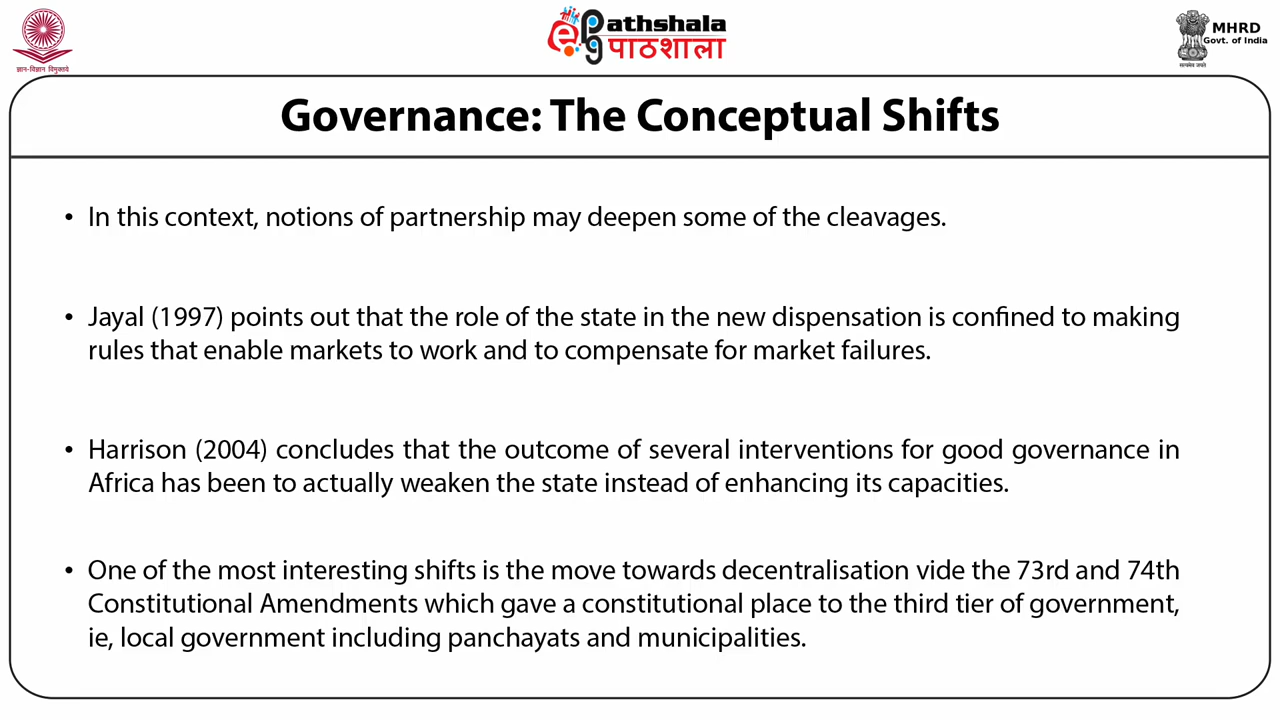 ज्ञान-विज्ञान विमुक्तये
epathshala
पाठशाला
MHRD
Govt. of India
सत्यमेव जयते
Governance: The Conceptual Shifts
• In this context, notions of partnership may deepen some of the cleavages.
• Jayal (1997) points out that the role of the state in the new dispensation is confined to making
rules that enable markets to work and to compensate for market failures.
• Harrison (2004) concludes that the outcome of several interventions for good governance in
Africa has been to actually weaken the state instead of enhancing its capacities.
• One of the most interesting shifts is the move towards decentralisation vide the 73rd and 74th
Constitutional Amendments which gave a constitutional place to the third tier of government,
ie, local government including panchayats and municipalities.